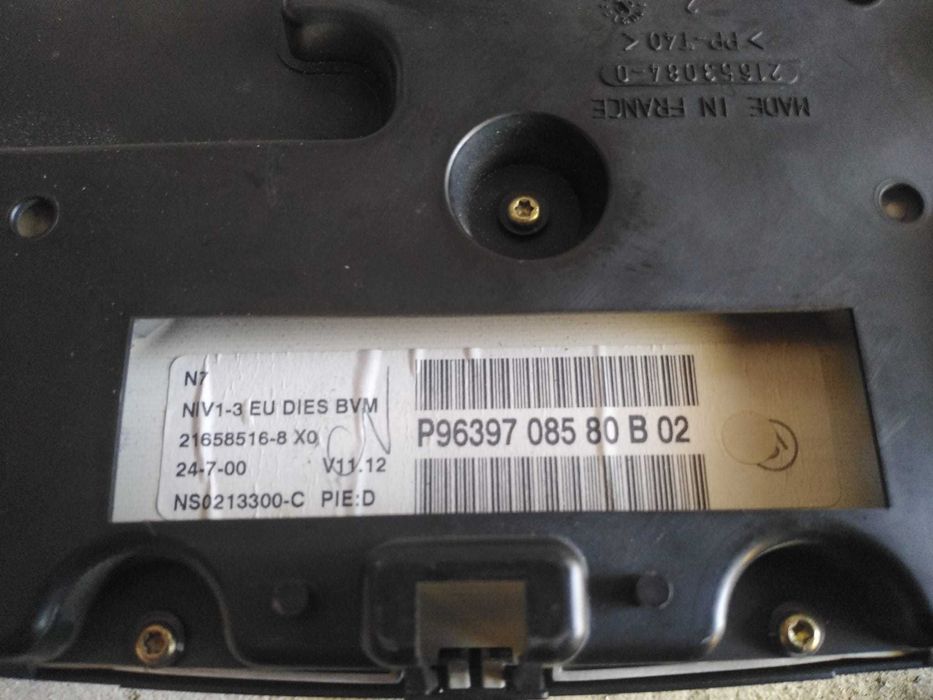 MADE IN FRANCE
21653084-0
> PP-T40 <
N7
NIV1-3 EU DIES BVM
21658516-8 X0
24-7-00 V11.12
NS0213300-C PIE:D
P96397 085 80 B 02